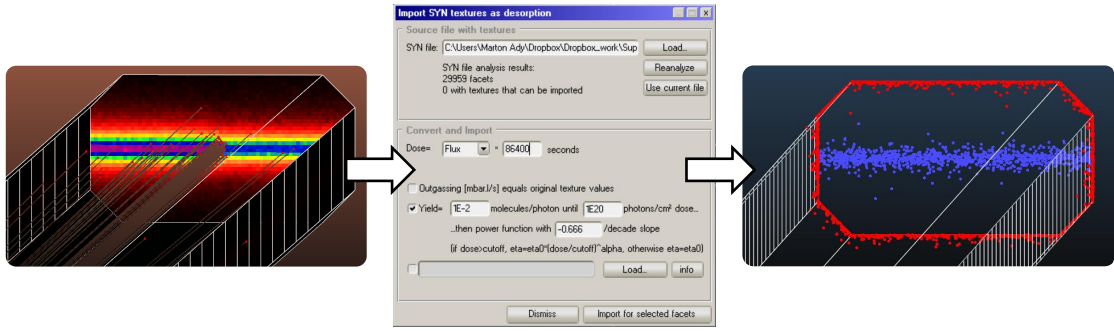 Import SYN textures as desorption
Source file with textures
SYN file: C:\Users\Marton Ady\Dropbox\Dropbox_work\Sup Load...
SYN file analysis results: Reanalyze
29959 facets
0 with textures that can be imported Use current file
Convert and Import
Dose= Flux * 86400 seconds
Outgassing [mbar.l/s] equals original texture values
Yield= 1E-2 molecules/photon until 1E20 photons/cm² dose...
...then power function with -0.666 /decade slope
(if dose>cutoff, eta=eta0*(dose/cutoff)^alpha, otherwise eta=eta0)
Load... info
Dismiss Import for selected facets